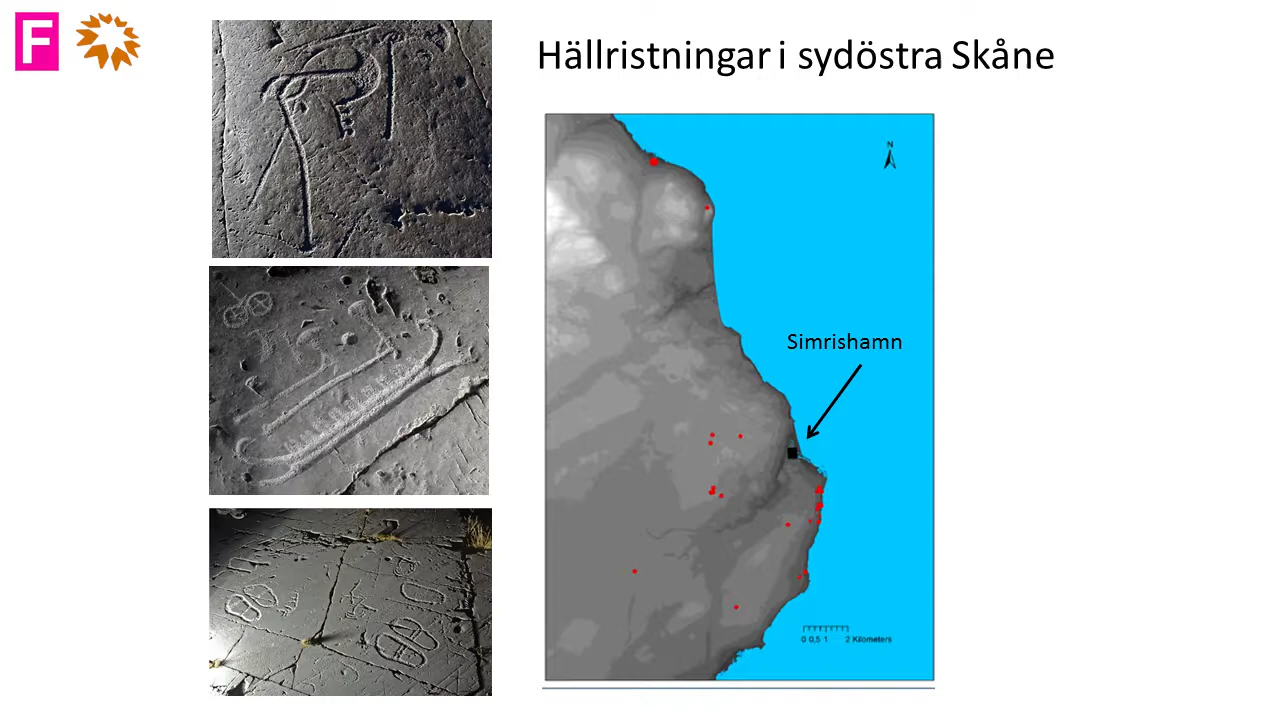 F
Hällristningar i sydöstra Skåne
N
Simrishamn
0 0,5 1 2 Kilometers